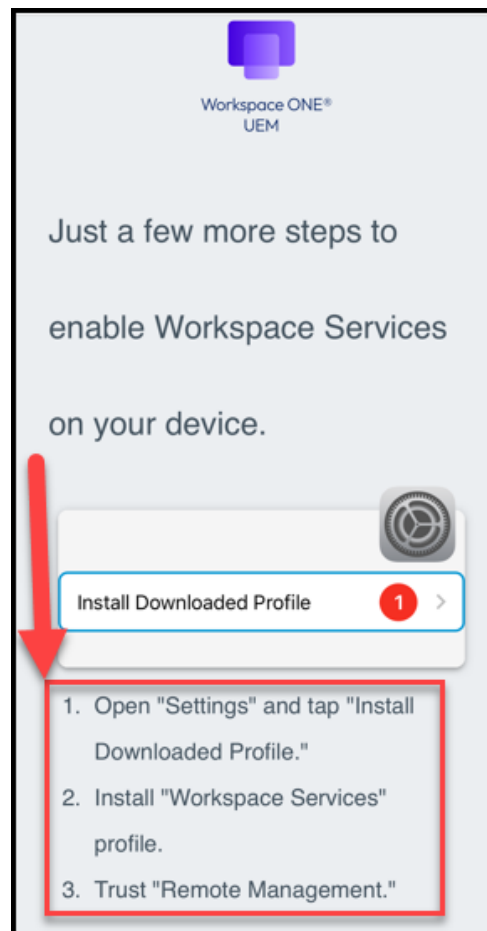 Workspace ONE®
UEM
Just a few more steps to
enable Workspace Services
on your device.
Install Downloaded Profile
1
1. Open "Settings" and tap "Install
Downloaded Profile."
2. Install "Workspace Services"
profile.
3. Trust "Remote Management."